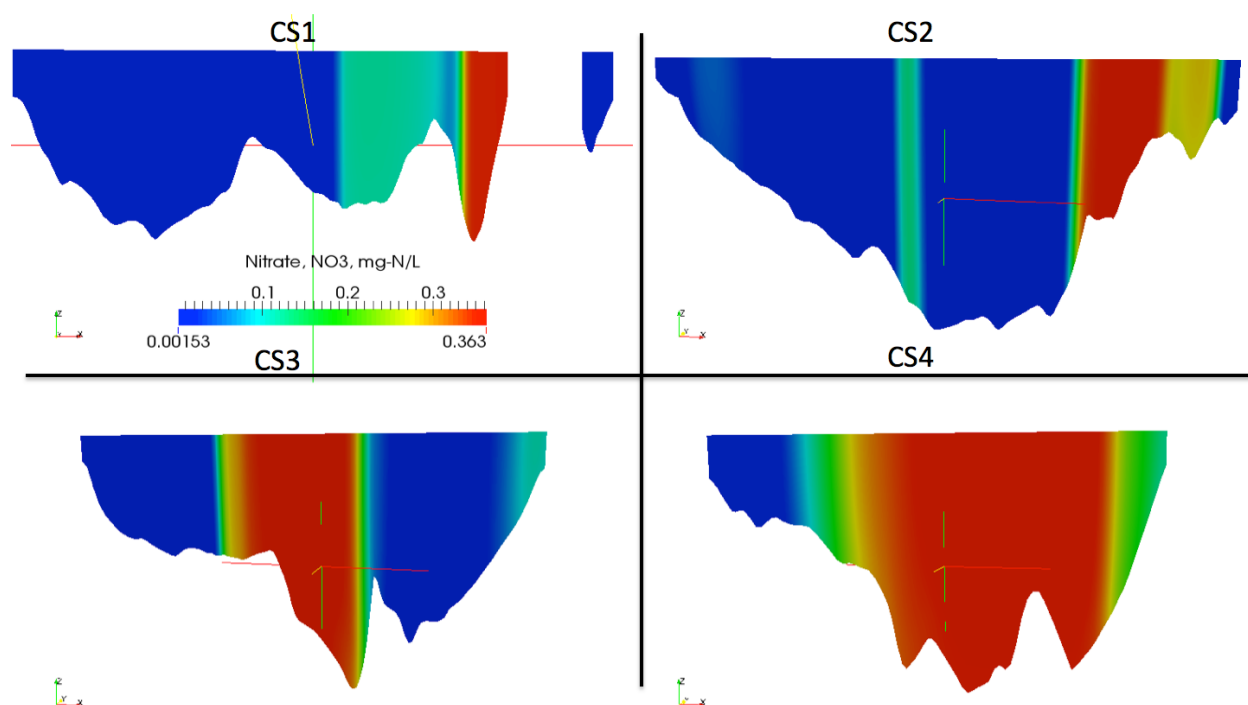 CS1
CS2
Nitrate, NO3, mg-N/L
0.1 0.2 0.3
0.00153 0.363
Z
X
Z
Y
X
CS3
CS4
Z
Y
X
Z
X